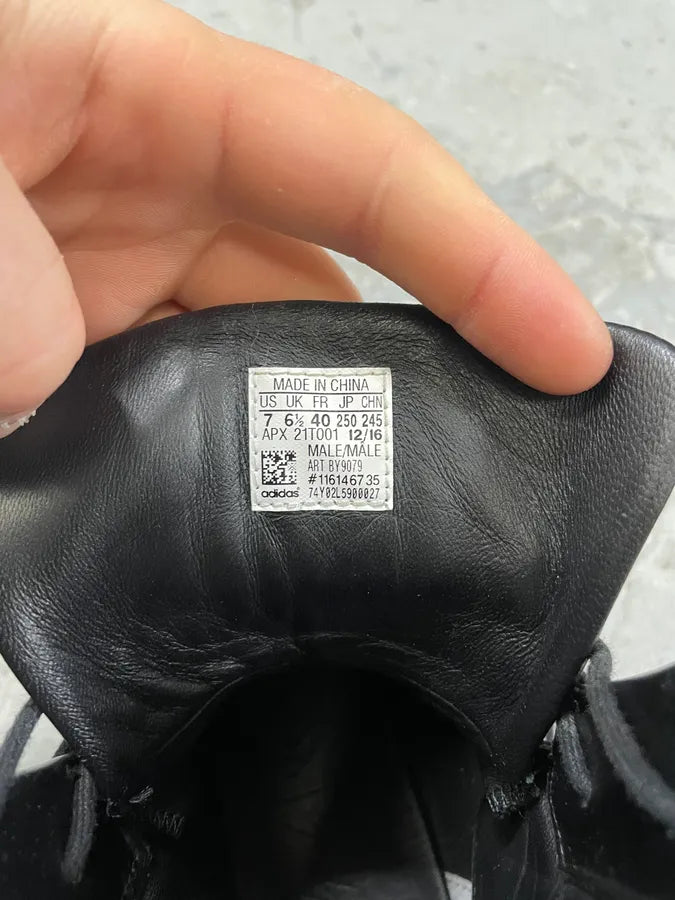 MADE IN CHINA
US UK FR JP CHN
7 6½ 40 250 245
APX 21T001 12/16
MALE/MÂLE
ART BY9079
#116146735
adidas 74Y02L5900027